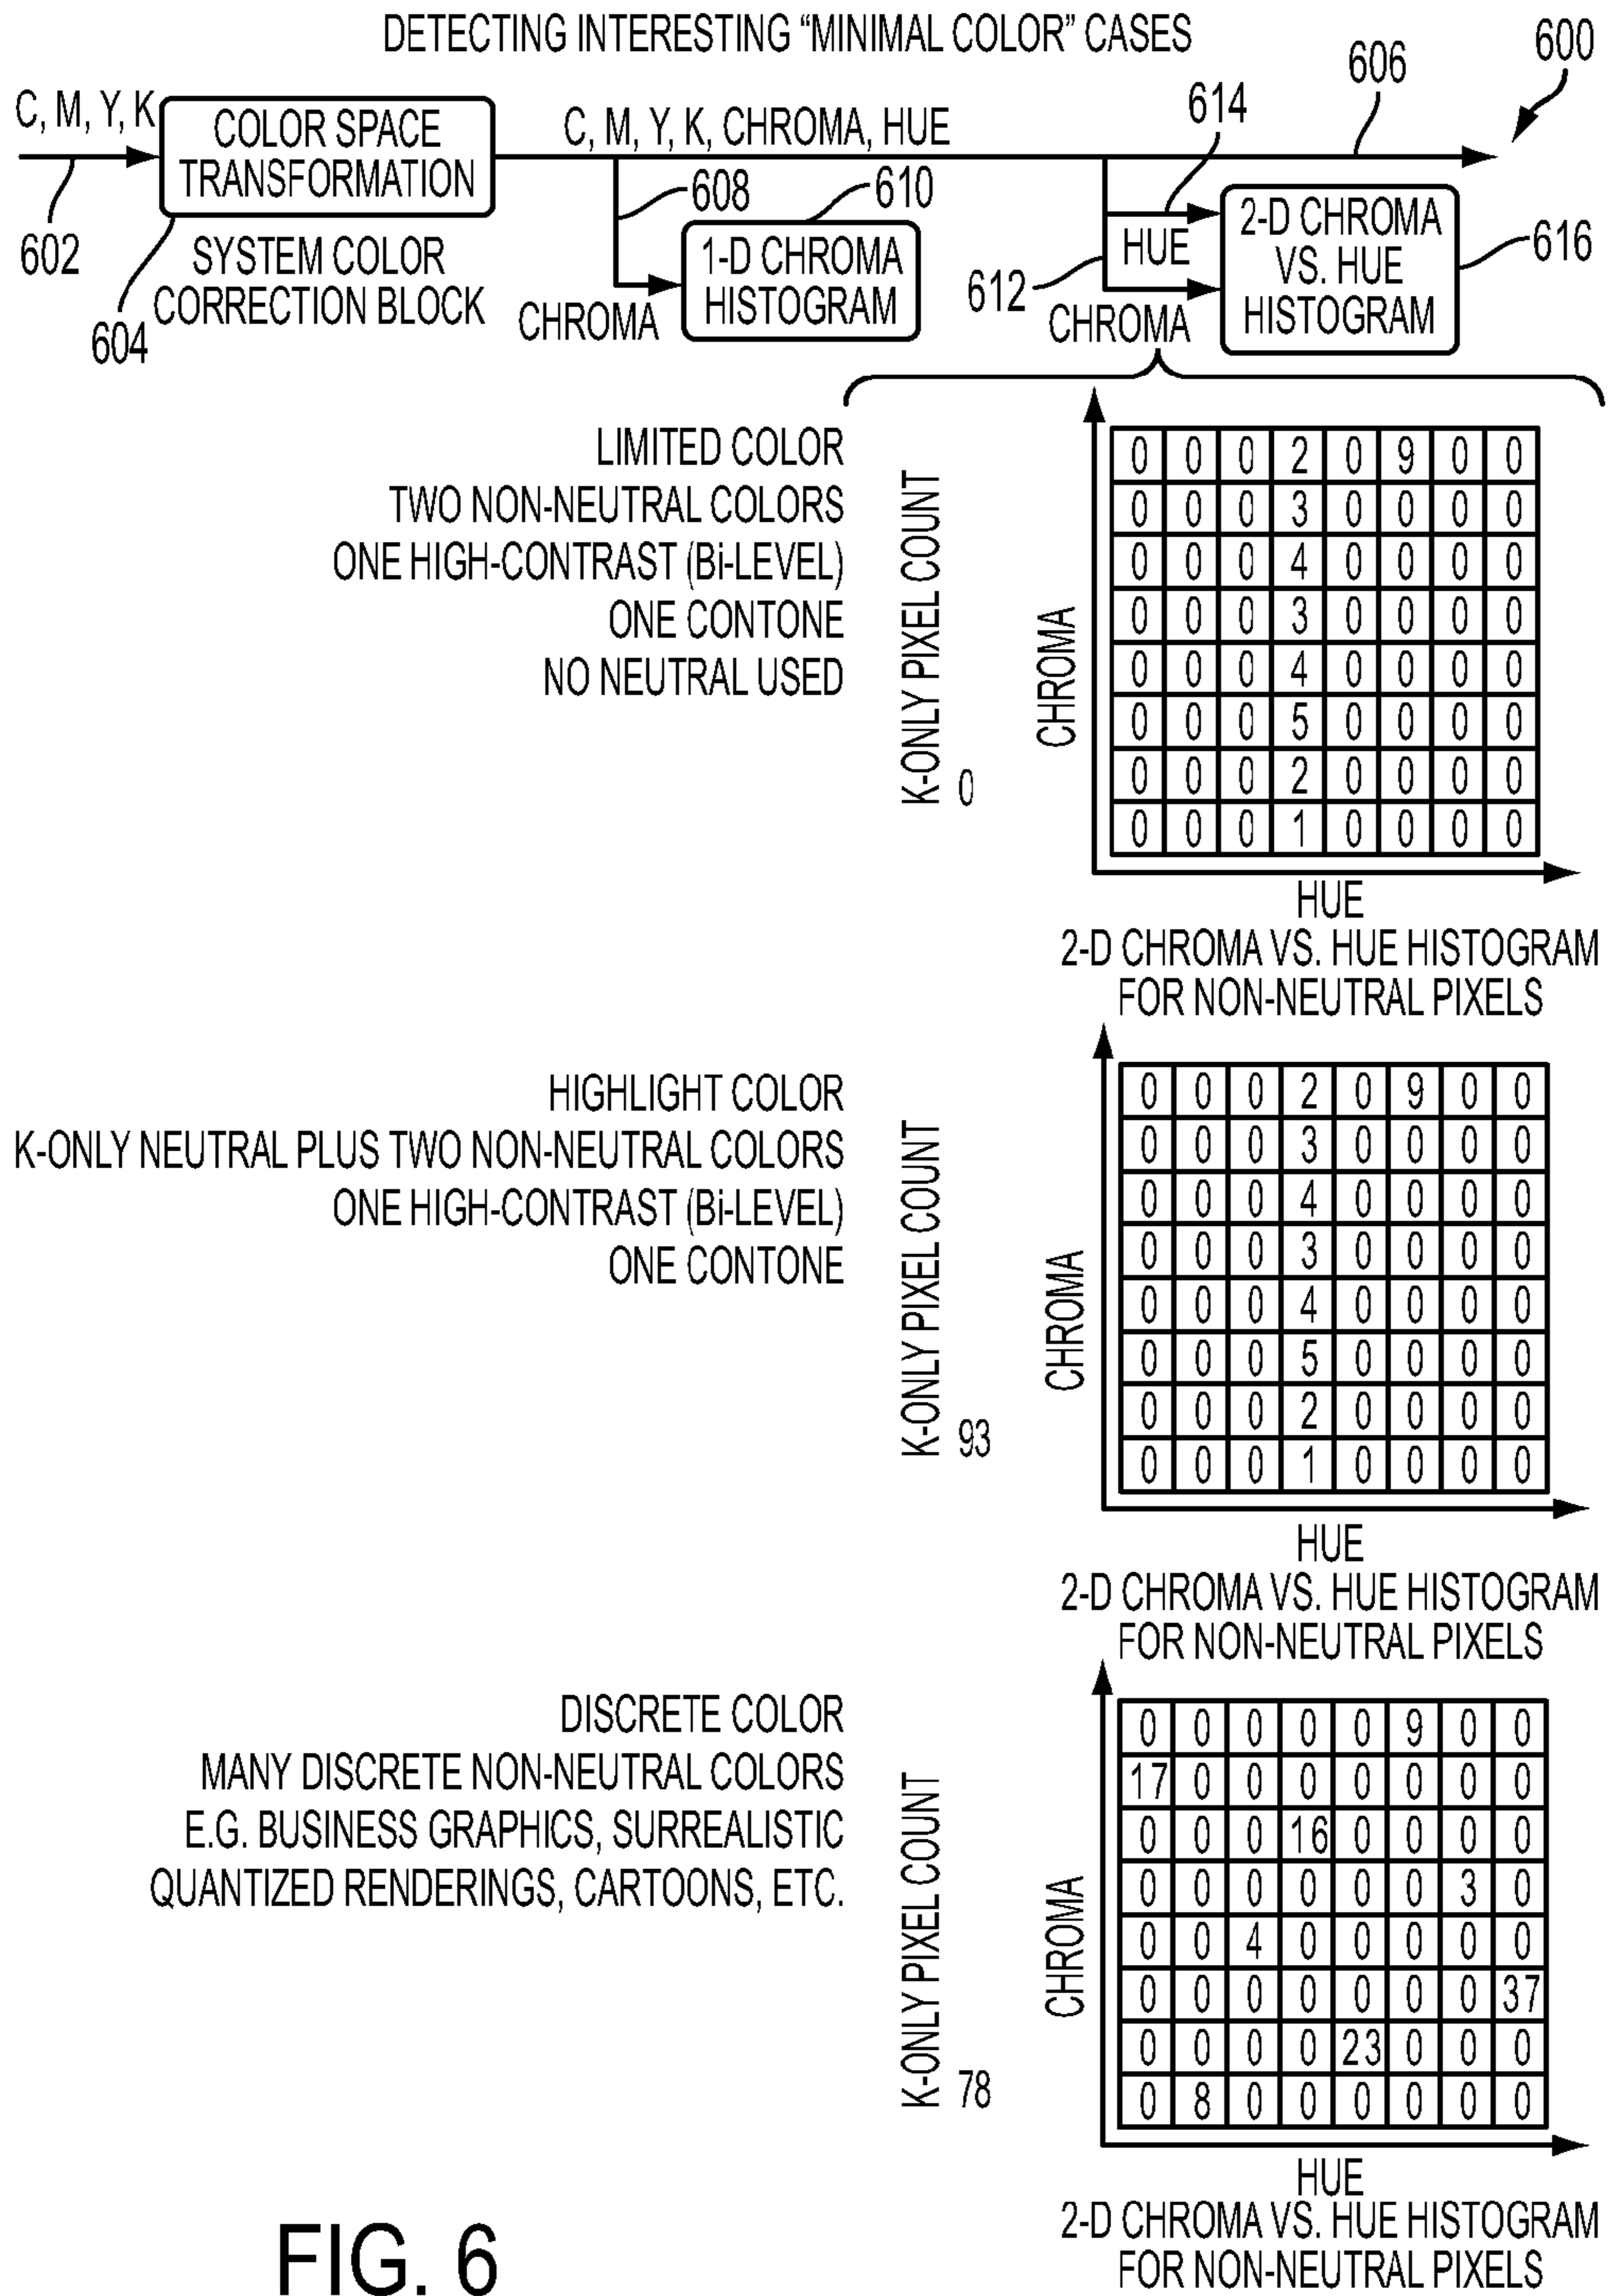 DETECTING INTERESTING “MINIMAL COLOR” CASES
600
606
614
C, M, Y, K
COLOR SPACE
TRANSFORMATION
C, M, Y, K, CHROMA, HUE
602
604
SYSTEM COLOR
CORRECTION BLOCK
608
610
CHROMA
1-D CHROMA
HISTOGRAM
612
HUE
CHROMA
2-D CHROMA
VS. HUE
HISTOGRAM
616
LIMITED COLOR
TWO NON-NEUTRAL COLORS
ONE HIGH-CONTRAST (Bi-LEVEL)
ONE CONTONE
NO NEUTRAL USED
K-ONLY PIXEL COUNT
0
CHROMA
0 0 0 2 0 9 0 0
0 0 0 3 0 0 0 0
0 0 0 4 0 0 0 0
0 0 0 3 0 0 0 0
0 0 0 4 0 0 0 0
0 0 0 5 0 0 0 0
0 0 0 2 0 0 0 0
0 0 0 1 0 0 0 0
HUE
2-D CHROMA VS. HUE HISTOGRAM
FOR NON-NEUTRAL PIXELS
HIGHLIGHT COLOR
K-ONLY NEUTRAL PLUS TWO NON-NEUTRAL COLORS
ONE HIGH-CONTRAST (Bi-LEVEL)
ONE CONTONE
K-ONLY PIXEL COUNT
93
CHROMA
0 0 0 2 0 9 0 0
0 0 0 3 0 0 0 0
0 0 0 4 0 0 0 0
0 0 0 3 0 0 0 0
0 0 0 4 0 0 0 0
0 0 0 5 0 0 0 0
0 0 0 2 0 0 0 0
0 0 0 1 0 0 0 0
HUE
2-D CHROMA VS. HUE HISTOGRAM
FOR NON-NEUTRAL PIXELS
DISCRETE COLOR
MANY DISCRETE NON-NEUTRAL COLORS
E.G. BUSINESS GRAPHICS, SURREALISTIC
QUANTIZED RENDERINGS, CARTOONS, ETC.
K-ONLY PIXEL COUNT
78
CHROMA
0 0 0 0 0 9 0 0
17 0 0 0 0 0 0 0
0 0 0 16 0 0 0 0
0 0 0 0 0 0 3 0
0 0 4 0 0 0 0 0
0 0 0 0 0 0 0 37
0 0 0 0 23 0 0 0
0 8 0 0 0 0 0 0
HUE
2-D CHROMA VS. HUE HISTOGRAM
FOR NON-NEUTRAL PIXELS
FIG. 6